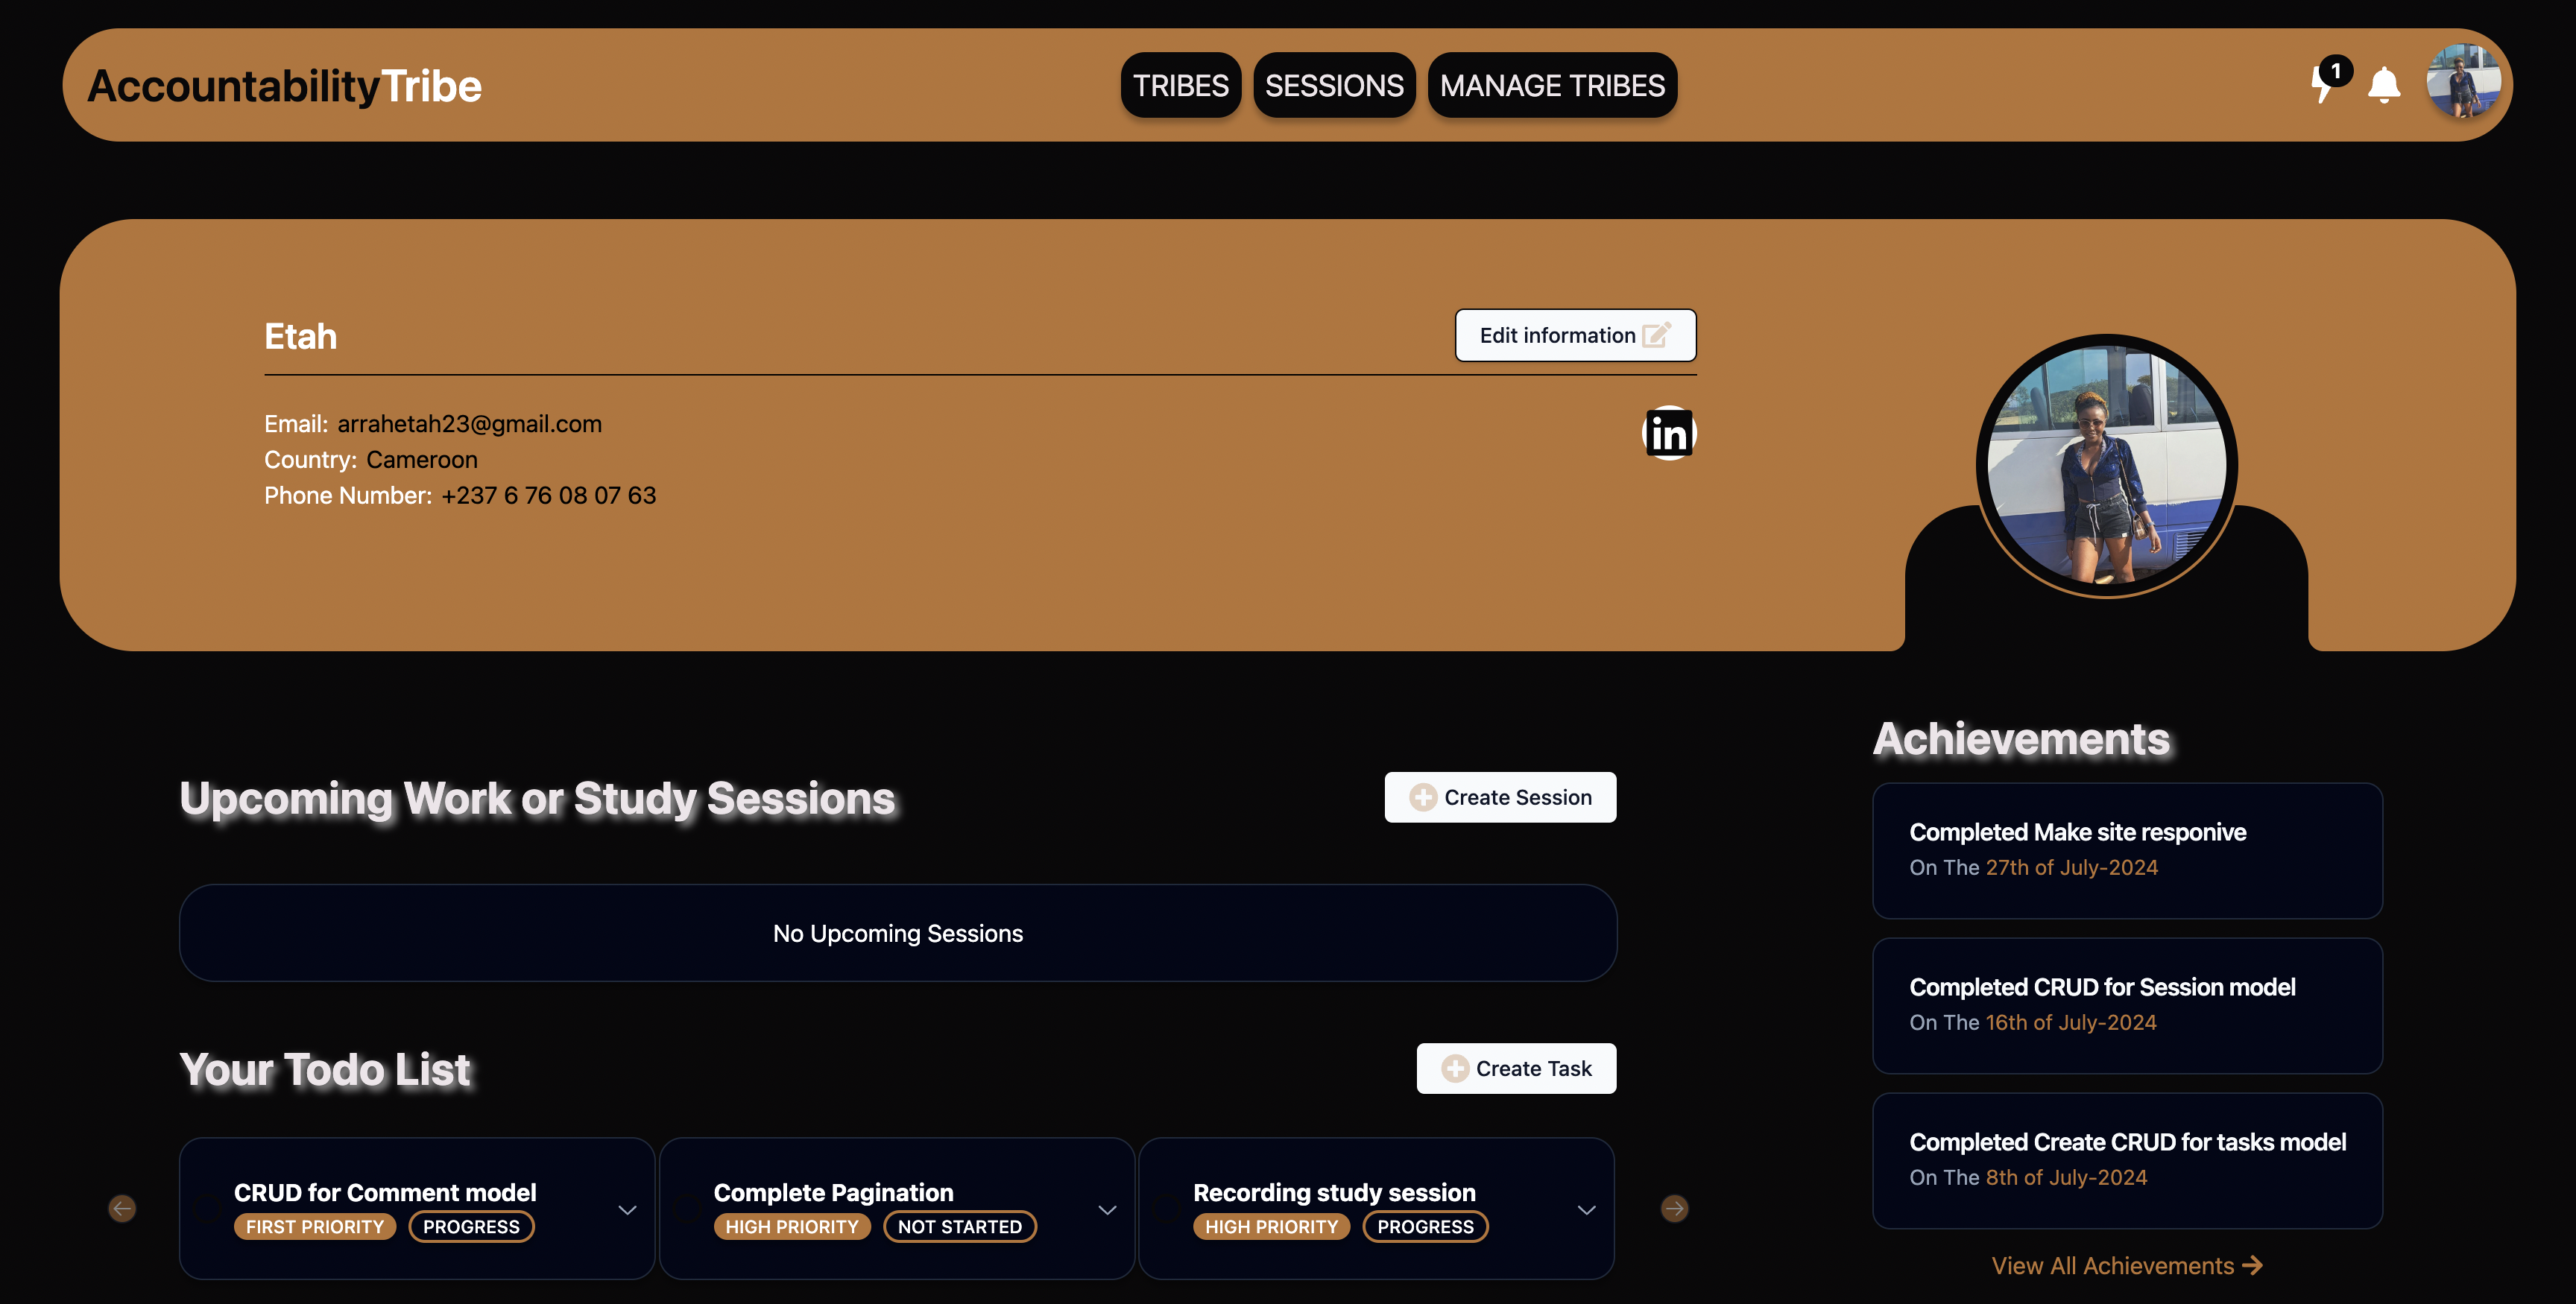 AccountabilityTribe
TRIBES
SESSIONS
MANAGE TRIBES
1
Etah
Edit information
Email: arrahetah23@gmail.com
in
Country: Cameroon
Phone Number: +237 6 76 08 07 63
Upcoming Work or Study Sessions
Create Session
No Upcoming Sessions
Your Todo List
Create Task
CRUD for Comment model
FIRST PRIORITY
PROGRESS
Complete Pagination
HIGH PRIORITY
NOT STARTED
Recording study session
HIGH PRIORITY
PROGRESS
Achievements
Completed Make site responive
On The 27th of July-2024
Completed CRUD for Session model
On The 16th of July-2024
Completed Create CRUD for tasks model
On The 8th of July-2024
View All Achievements